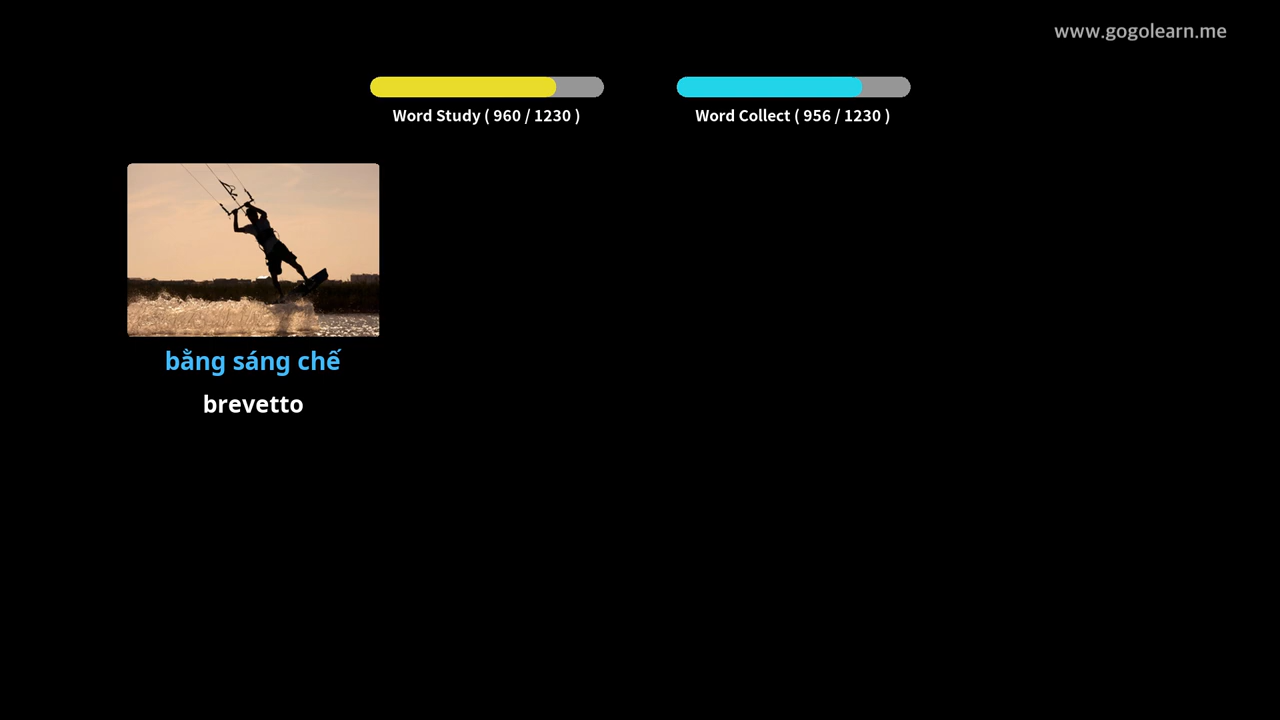 www.gogolearn.me
Word Study ( 960 / 1230 )
Word Collect ( 956 / 1230 )
bằng sáng chế
brevetto